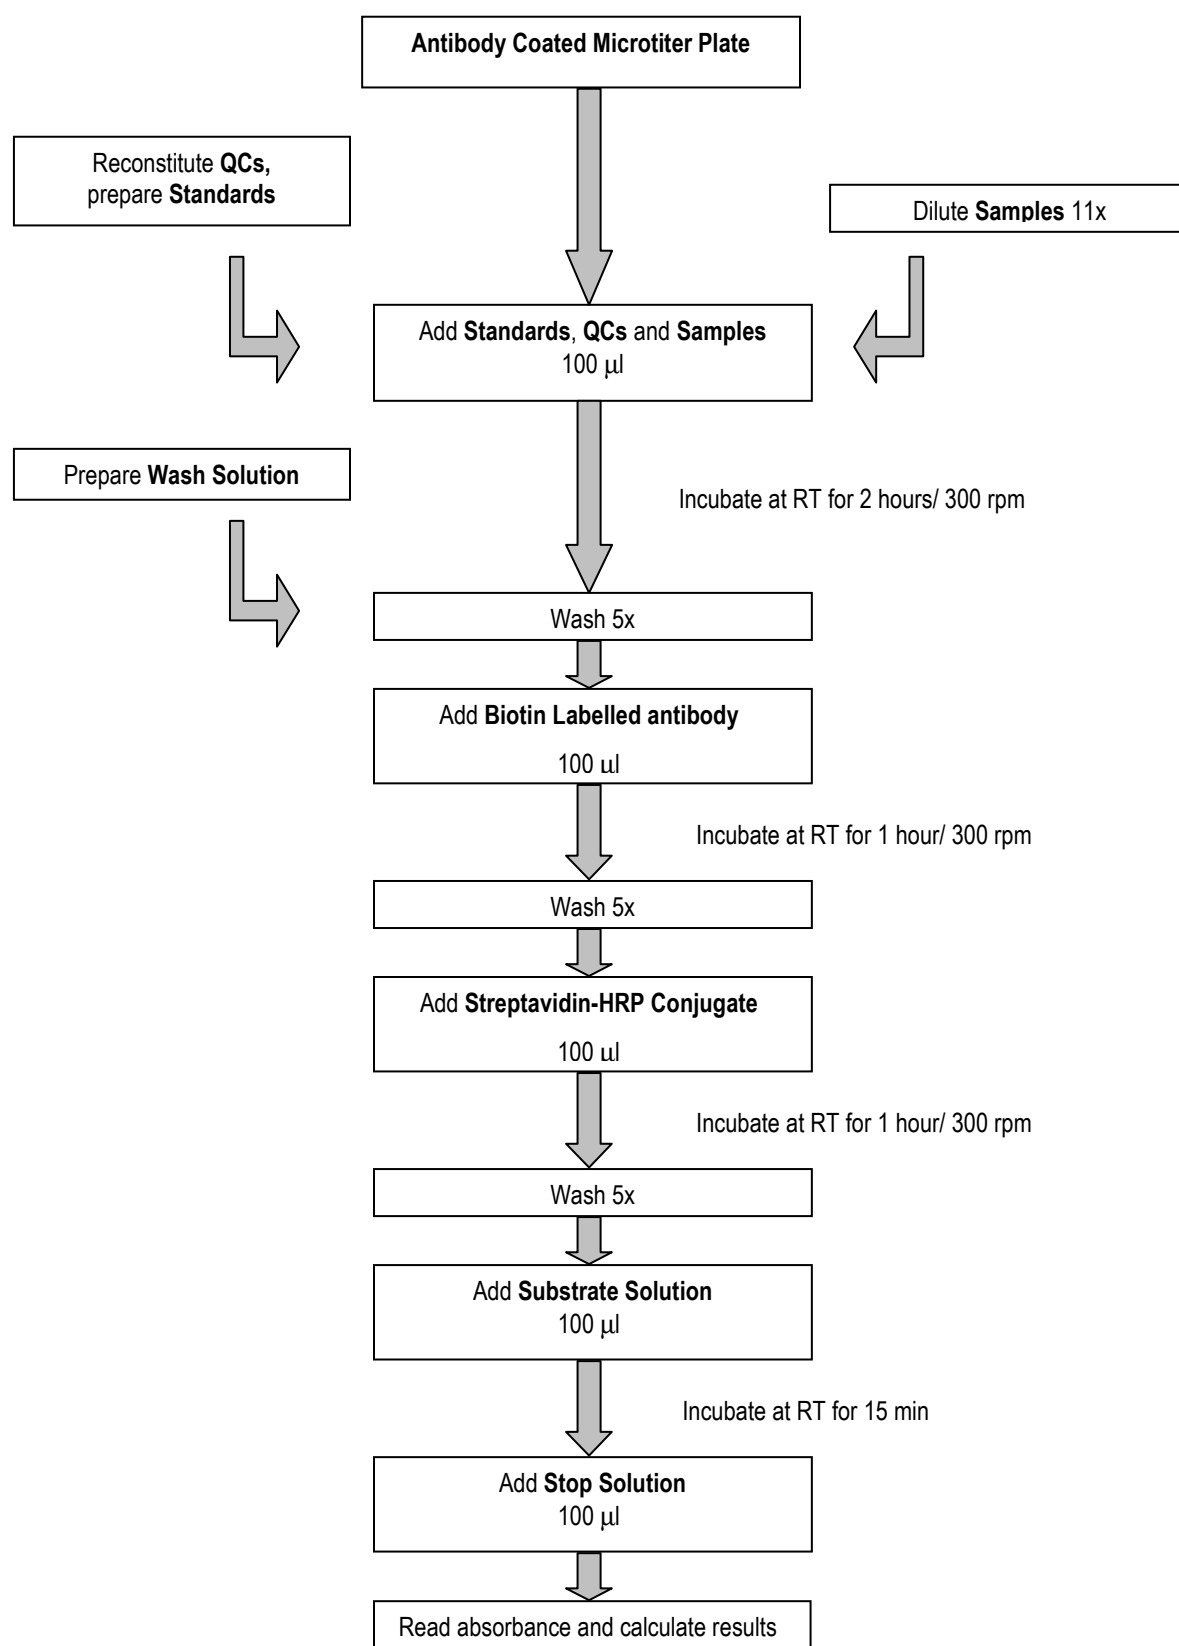 Antibody Coated Microtiter Plate
Reconstitute QCs,
prepare Standards
Dilute Samples 11x
Add Standards, QCs and Samples
100 μl
Prepare Wash Solution
Incubate at RT for 2 hours/ 300 rpm
Wash 5x
Add Biotin Labelled antibody
100 μl
Incubate at RT for 1 hour/ 300 rpm
Wash 5x
Add Streptavidin-HRP Conjugate
100 μl
Incubate at RT for 1 hour/ 300 rpm
Wash 5x
Add Substrate Solution
100 μl
Incubate at RT for 15 min
Add Stop Solution
100 μl
Read absorbance and calculate results